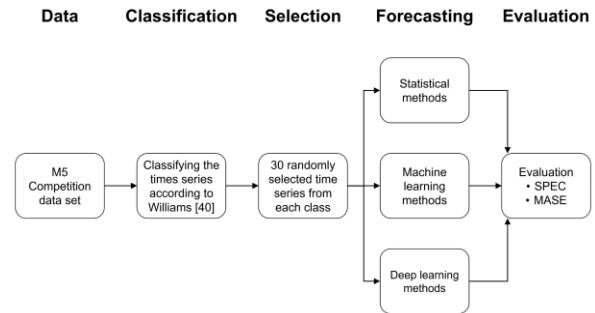 Data Classification Selection Forecasting Evaluation
Statistical
methods
M5
Competition
data set
Classifying the
times series
according to
Williams [40]
30 randomly
selected time
series from
each class
Machine
learning
methods
Evaluation
• SPEC
• MASE
Deep learning
methods